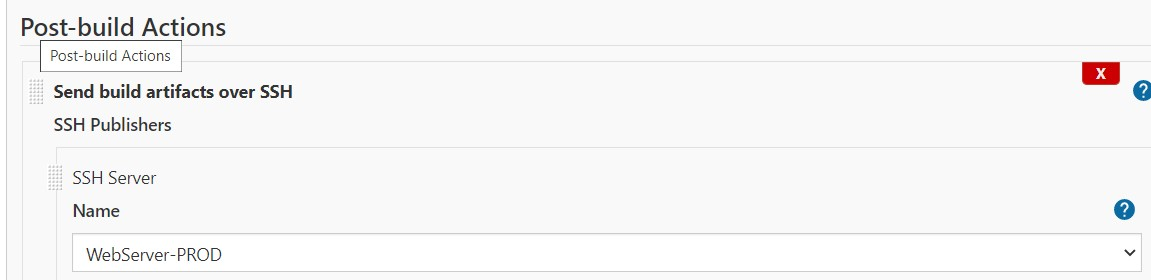 Post-build Actions
Post-build Actions
X
Send build artifacts over SSH
?
SSH Publishers
SSH Server
Name
?
WebServer-PROD